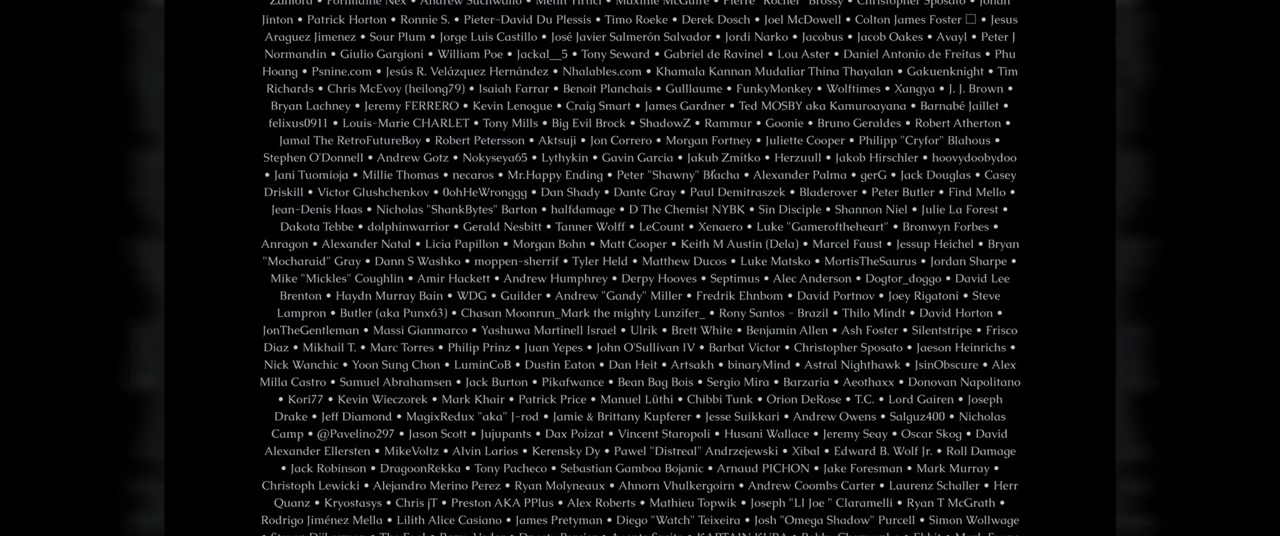 Zamora • Formaline Nex • Andrew Suchwallo • Metin Yirtici • Maxime McGuire • Pierre "Rocher" Brossy • Christopher Sposato • Johan
Jinton • Patrick Horton • Ronnie S. • Pieter-David Du Plessis • Timo Roeke • Derek Dosch • Joel McDowell • Colton James Foster □ • Jesus
Araguz Jimenez • Sour Plum • Jorge Luis Castillo • José Javier Salmerón Salvador • Jordi Narko • Jacobus • Jacob Oakes • Avayl • Peter J
Normandin • Giulio Gargioni • William Poe • Jackal__5 • Tony Seward • Gabriel de Ravinel • Lou Aster • Daniel Antonio de Freitas • Phu
Hoang • Psnine.com • Jesús R. Velázquez Hernández • Nhalables.com • Khamala Kannan Mudaliar Thina Thayalan • Gakuenknight • Tim
Richards • Chris McEvoy (heilong79) • Isaiah Farrar • Benoit Planchais • Gulllaume • FunkyMonkey • Wolftimes • Xangya • J. J. Brown •
Bryan Lachney • Jeremy FERRERO • Kevin Lenogue • Craig Smart • James Gardner • Ted MOSBY aka Kamuroayana • Barnabé Jaillet •
felixus0911 • Louis-Marie CHARLET • Tony Mills • Big Evil Brock • ShadowZ • Rammur • Goonie • Bruno Geraldes • Robert Atherton •
Jamal The RetroFutureBoy • Robert Petersson • Aktsuji • Jon Correro • Morgan Fortney • Juliette Cooper • Philipp "Cryfor" Blahous •
Stephen O'Donnell • Andrew Gotz • Nokyseya65 • Lythykin • Gavin Garcia • Jakub Zmítko • Herzuull • Jakob Hirschler • hoovydoobydoo
• Jani Tuomioja • Millie Thomas • necaros • Mr.Happy Ending • Peter "Shawny" Bľacha • Alexander Palma • gerG • Jack Douglas • Casey
Driskill • Victor Glushchenkov • 0ohHeWronggg • Dan Shady • Dante Gray • Paul Demitraszek • Bladerover • Peter Butler • Find Mello •
Jean-Denis Haas • Nicholas "ShankBytes" Barton • halfdamage • D The Chemist NYBK • Sin Disciple • Shannon Niel • Julie La Forest •
Dakota Tebbe • dolphinwarrior • Gerald Nesbitt • Tanner Wolff • LeCount • Xenaero • Luke "Gameroftheheart" • Bronwyn Forbes •
Anragon • Alexander Natal • Licia Papillon • Morgan Bohn • Matt Cooper • Keith M Austin (Dela) • Marcel Faust • Jessup Heichel • Bryan
"Mocharaid" Gray • Dann S Washko • moppen-sherrif • Tyler Held • Matthew Ducos • Luke Matsko • MortisTheSaurus • Jordan Sharpe •
Mike "Mickles" Coughlin • Amir Hackett • Andrew Humphrey • Derpy Hooves • Septimus • Alec Anderson • Dogtor_doggo • David Lee
Brenton • Haydn Murray Bain • WDG • Guilder • Andrew "Gandy" Miller • Fredrik Ehnbom • David Portnov • Joey Rigatoni • Steve
Lampron • Butler (aka Punx63) • Chasan Moonrun_Mark the mighty Lunzifer_ • Rony Santos - Brazil • Thilo Mindt • David Horton •
JonTheGentleman • Massi Gianmarco • Yashuwa Martinell Israel • Ulrik • Brett White • Benjamin Allen • Ash Foster • Silentstripe • Frisco
Diaz • Mikhail T. • Marc Torres • Philip Prinz • Juan Yepes • John O'Sullivan IV • Barbat Victor • Christopher Sposato • Jaeson Heinrichs •
Nick Wanchic • Yoon Sung Chon • LuminCoB • Dustin Eaton • Dan Heit • Artsakh • binaryMind • Astral Nighthawk • JsinObscure • Alex
Milla Castro • Samuel Abrahamsen • Jack Burton • Pikafwance • Bean Bag Bois • Sergio Mira • Barzaria • Aeothaxx • Donovan Napolitano
• Kori77 • Kevin Wieczorek • Mark Khair • Patrick Price • Manuel Lüthi • Chibbi Tunk • Orion DeRose • T.C. • Lord Gairen • Joseph
Drake • Jeff Diamond • MagixRedux "aka" J-rod • Jamie & Brittany Kupferer • Jesse Suikkari • Andrew Owens • Salguz400 • Nicholas
Camp • @Pavelino297 • Jason Scott • Jujupants • Dax Poizat • Vincent Staropoli • Husani Wallace • Jeremy Seay • Oscar Skog • David
Alexander Ellersten • MikeVoltz • Alvin Larios • Kerensky Dy • Pawel "Distreal" Andrzejewski • Xibal • Edward B. Wolf Jr. • Roll Damage
• Jack Robinson • DragoonRekka • Tony Pacheco • Sebastian Gamboa Bojanic • Arnaud PICHON • Jake Foresman • Mark Murray •
Christoph Lewicki • Alejandro Merino Perez • Ryan Molyneaux • Ahnorn Vhulkergoirn • Andrew Coombs Carter • Laurenz Schaller • Herr
Quanz • Kryostasys • Chris jT • Preston AKA PPlus • Alex Roberts • Mathieu Topwik • Joseph "LI Joe " Claramelli • Ryan T McGrath •
Rodrigo Jiménez Mella • Lilith Alice Casiano • James Pretyman • Diego "Watch" Teixeira • Josh "Omega Shadow" Purcell • Simon Wollwage